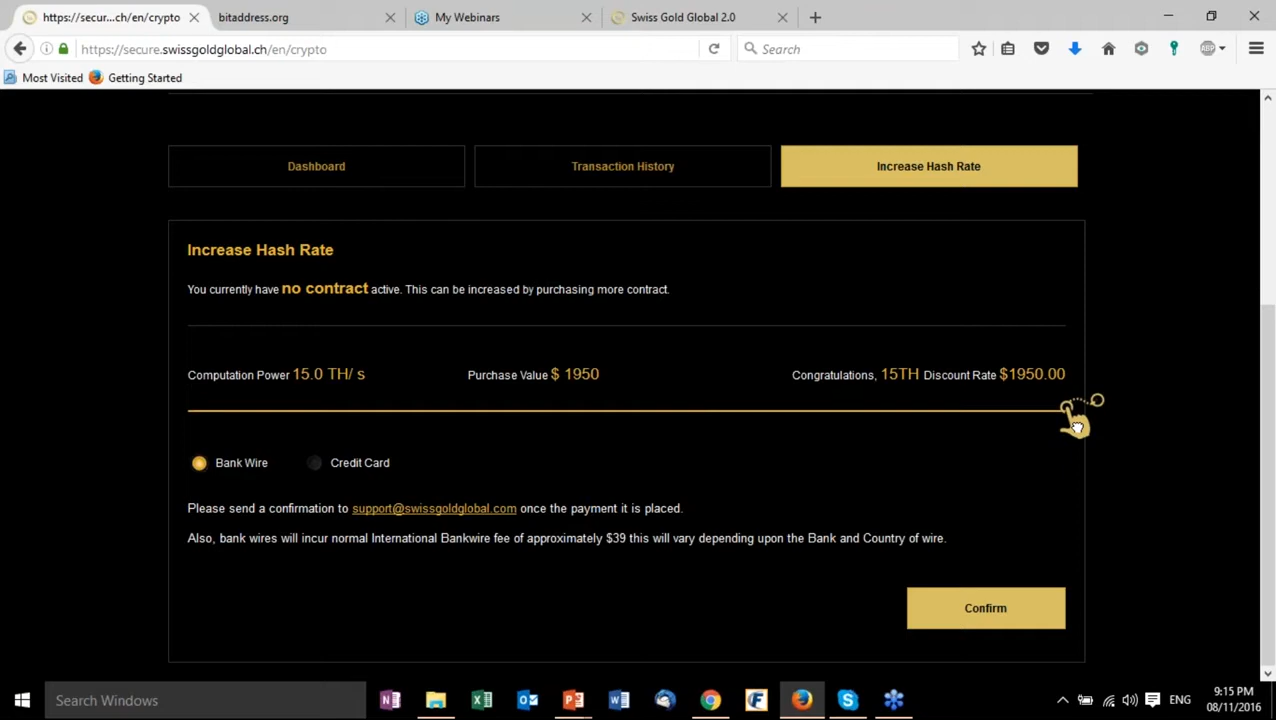 https://secur...ch/en/crypto
bitaddress.org
My Webinars
Swiss Gold Global 2.0
https://secure.swissgoldglobal.ch/en/crypto
Search
ABP
Most Visited
Getting Started
Dashboard
Transaction History
Increase Hash Rate
Increase Hash Rate
You currently have no contract active. This can be increased by purchasing more contract.
Computation Power 15.0 TH/ s
Purchase Value $ 1950
Congratulations, 15TH Discount Rate $1950.00
Bank Wire
Credit Card
Please send a confirmation to support@swissgoldglobal.com once the payment it is placed.
Also, bank wires will incur normal International Bankwire fee of approximately $39 this will vary depending upon the Bank and Country of wire.
Confirm
Search Windows
ENG
9:15 PM
08/11/2016